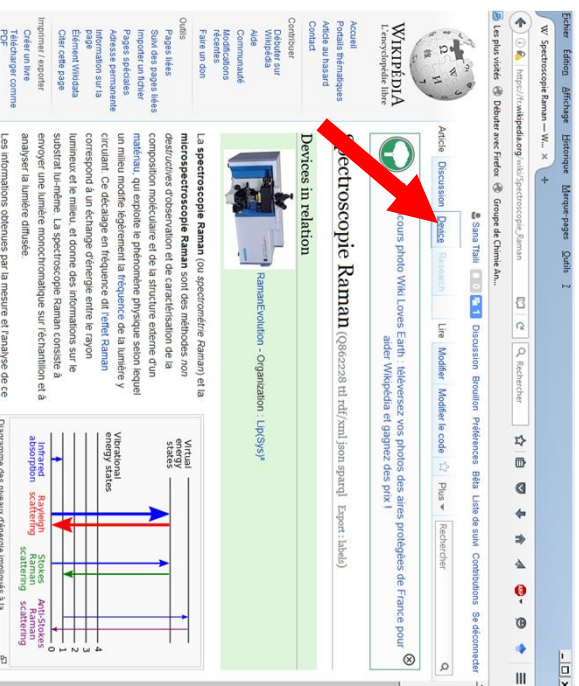 Fichier Édition Affichage Historique Marque-pages Outils ?
W Spectroscopie Raman — W... × +
https://fr.wikipedia.org/wiki/Spectroscopie_Raman
Rechercher
Les plus visités Débuter avec Firefox Groupe de Chimie An...
Sana Tfaili 0 1 Discussion Brouillon Préférences Bêta Liste de suivi Contributions Se déconnecter
Article Discussion Device Research Lire Modifier Modifier le code Plus Rechercher
WIKIPÉDIA
L'encyclopédie libre
Accueil
Portails thématiques
Article au hasard
Contact
Contribuer
Débuter sur
Wikipédia
Aide
Communauté
Modifications
récentes
Faire un don
Outils
Pages liées
Suivi des pages liées
Importer un fichier
Pages spéciales
Adresse permanente
Information sur la
page
Élément Wikidata
Citer cette page
Imprimer / exporter
Créer un livre
Télécharger comme
PDF
cours photo Wiki Loves Earth : téléversez vos photos des aires protégées de France pour
aider Wikipédia et gagnez des prix !
Spectroscopie Raman (Q862228 ttl rdf/xml json sparql Export : labels)
Devices in relation
RamanEvolution - Organization : Lip(Sys)²
La spectroscopie Raman (ou spectrométrie Raman) et la
microspectroscopie Raman sont des méthodes non
destructives d'observation et de caractérisation de la
composition moléculaire et de la structure externe d'un
matériau, qui exploite le phénomène physique selon lequel
un milieu modifie légèrement la fréquence de la lumière y
circulant. Ce décalage en fréquence dit l'effet Raman
correspond à un échange d'énergie entre le rayon
lumineux et le milieu, et donne des informations sur le
substrat lui-même. La spectroscopie Raman consiste à
envoyer une lumière monochromatique sur l'échantillon et à
analyser la lumière diffusée.
Les informations obtenues par la mesure et l'analyse de ce
Virtual
energy
states
Vibrational
energy states
4
3
2
1
0
Infrared
absorption
Rayleigh
scattering
Stokes
Raman
scattering
Anti-Stokes
Raman
scattering
Diagramme des niveaux d'énergie impliqués à la